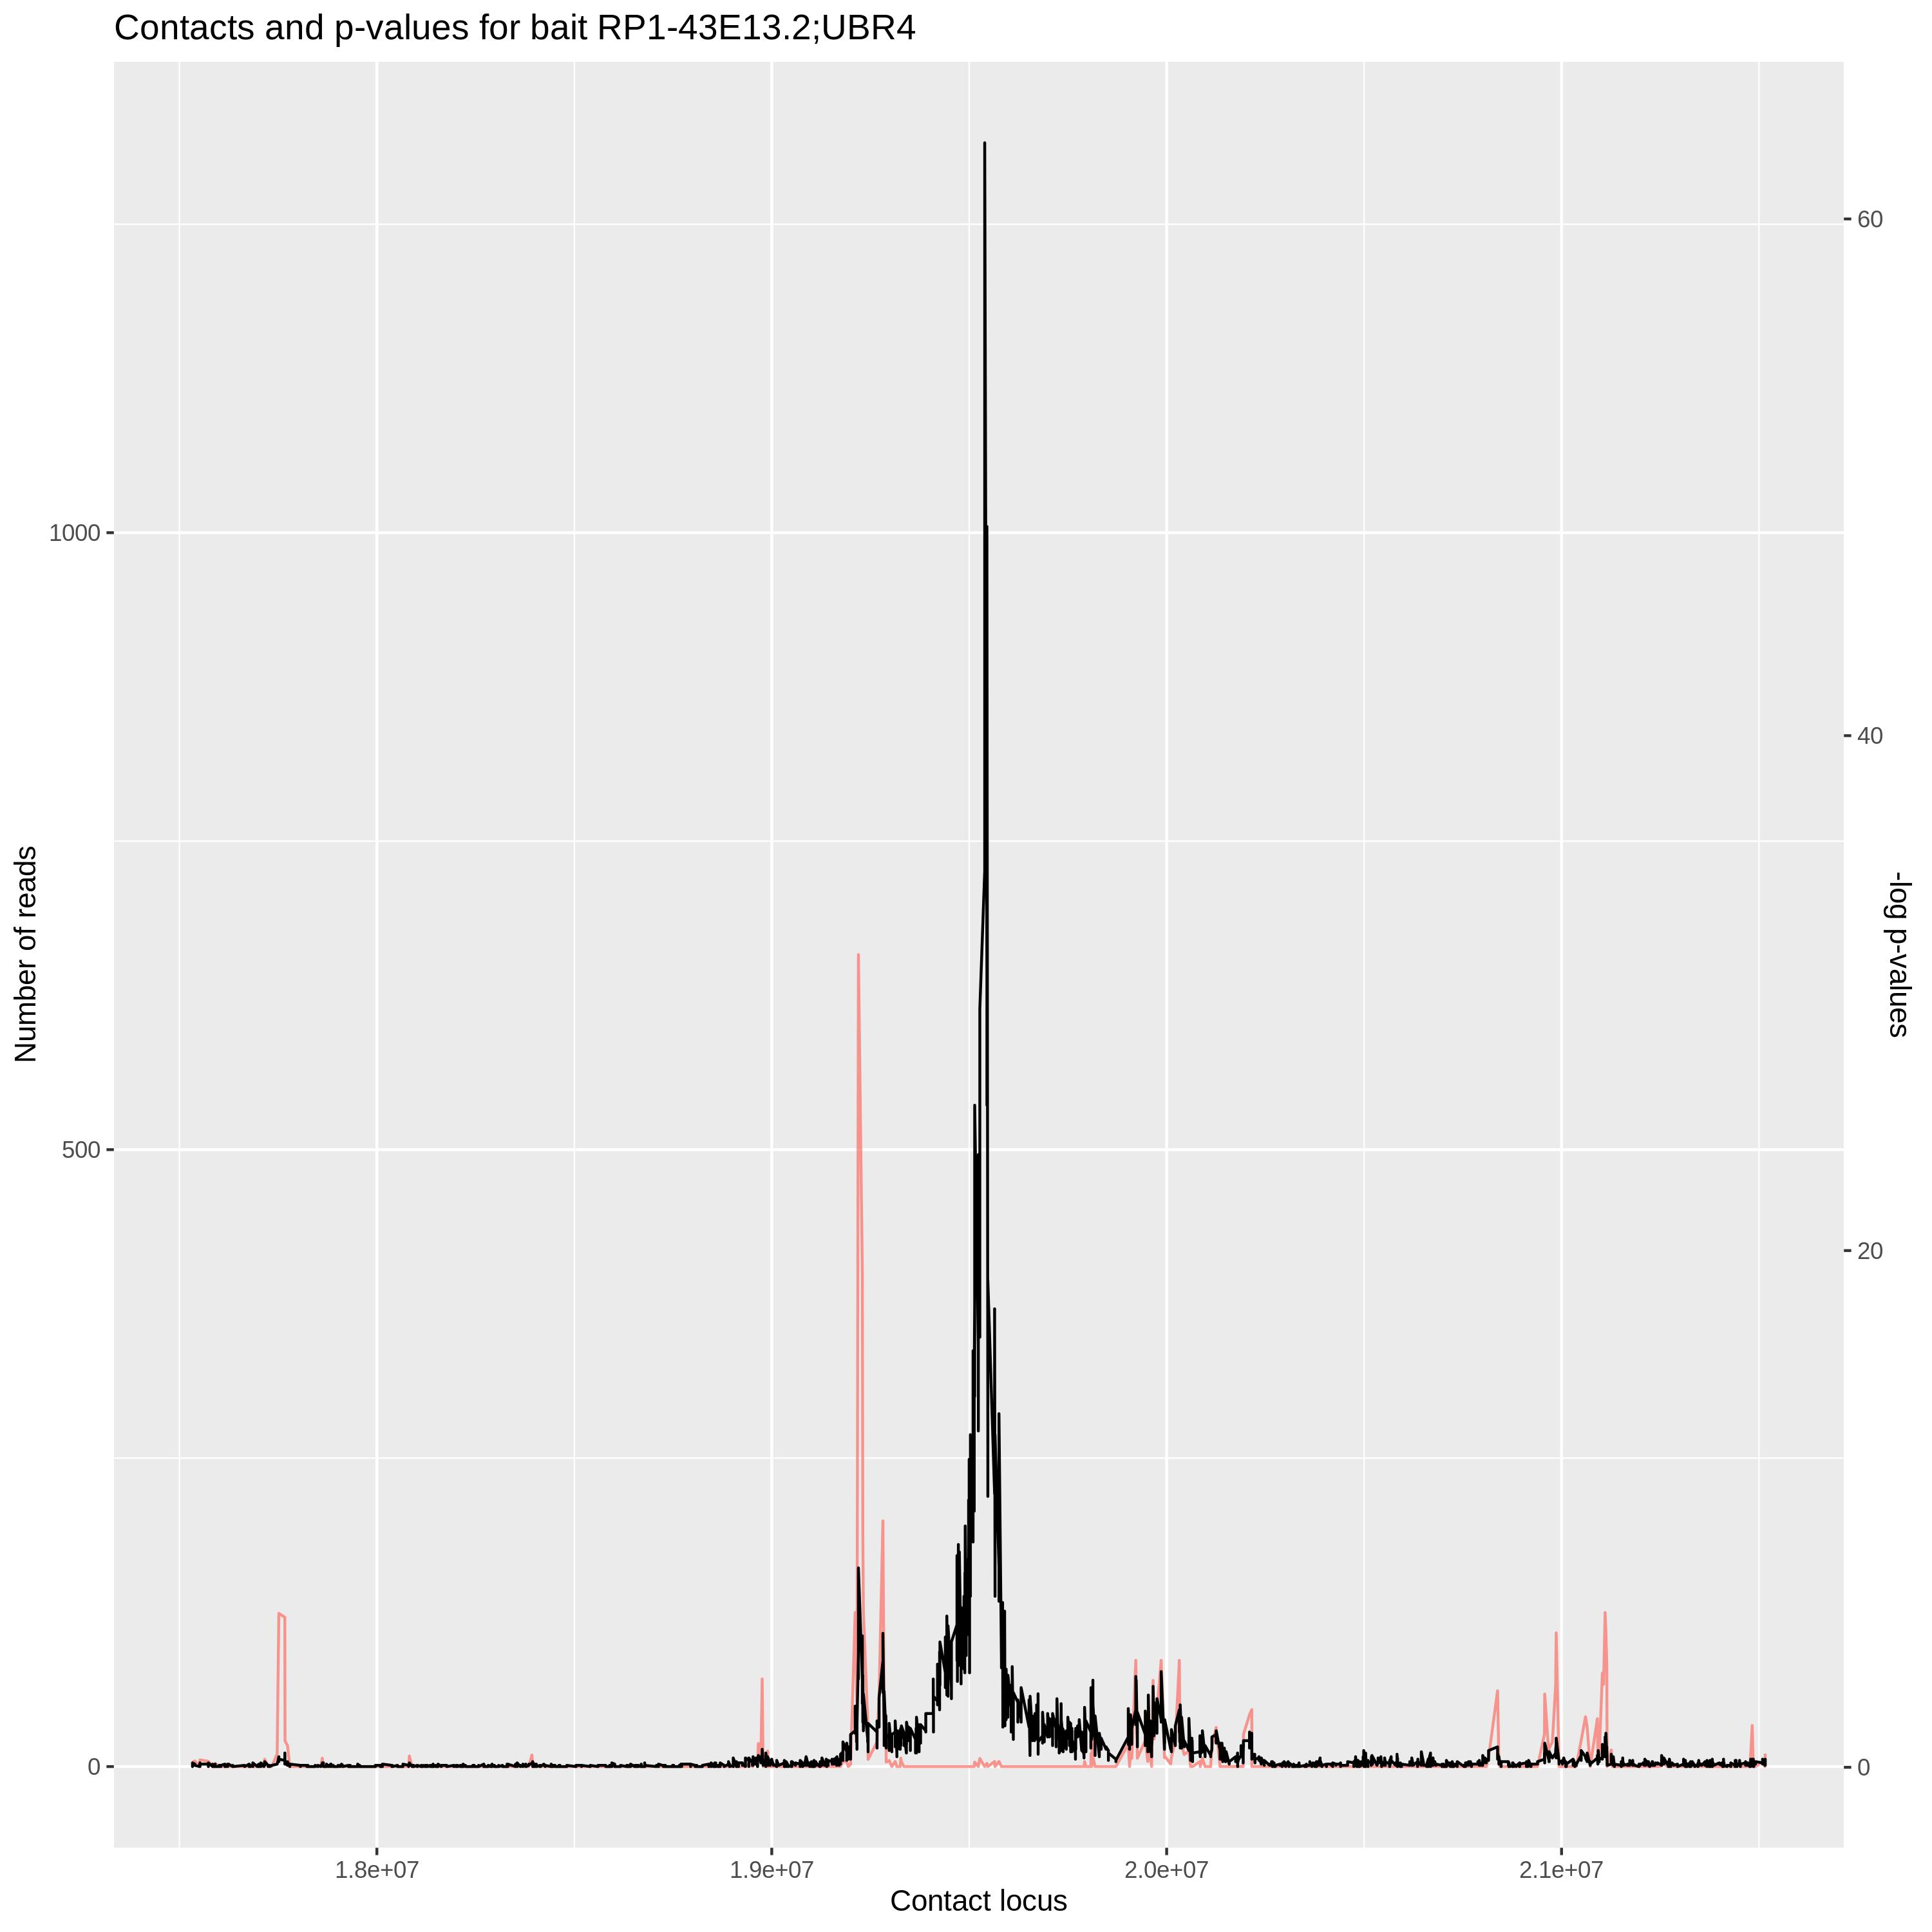 Contacts and p-values for bait RP1-43E13.2;UBR4
Number of reads
1000
500
0
60
40
20
0
-log p-values
1.8e+07
1.9e+07
2.0e+07
2.1e+07
Contact locus